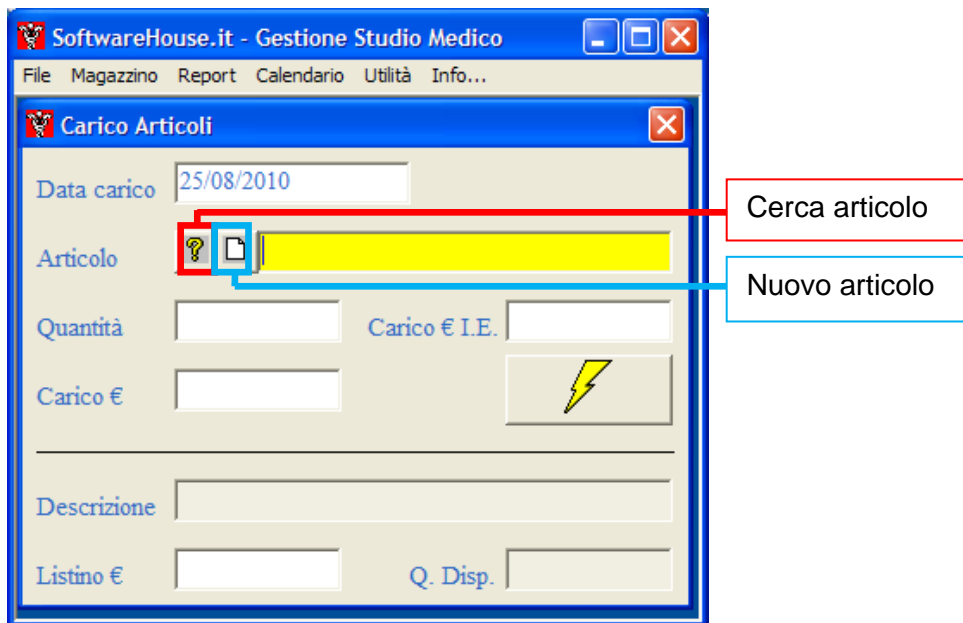 SoftwareHouse.it - Gestione Studio Medico
File Magazzino Report Calendario Utilità Info...
Carico Articoli
Data carico 25/08/2010
Cerca articolo
Articolo
Nuovo articolo
Quantità Carico € I.E.
Carico €
Descrizione
Listino € Q. Disp.